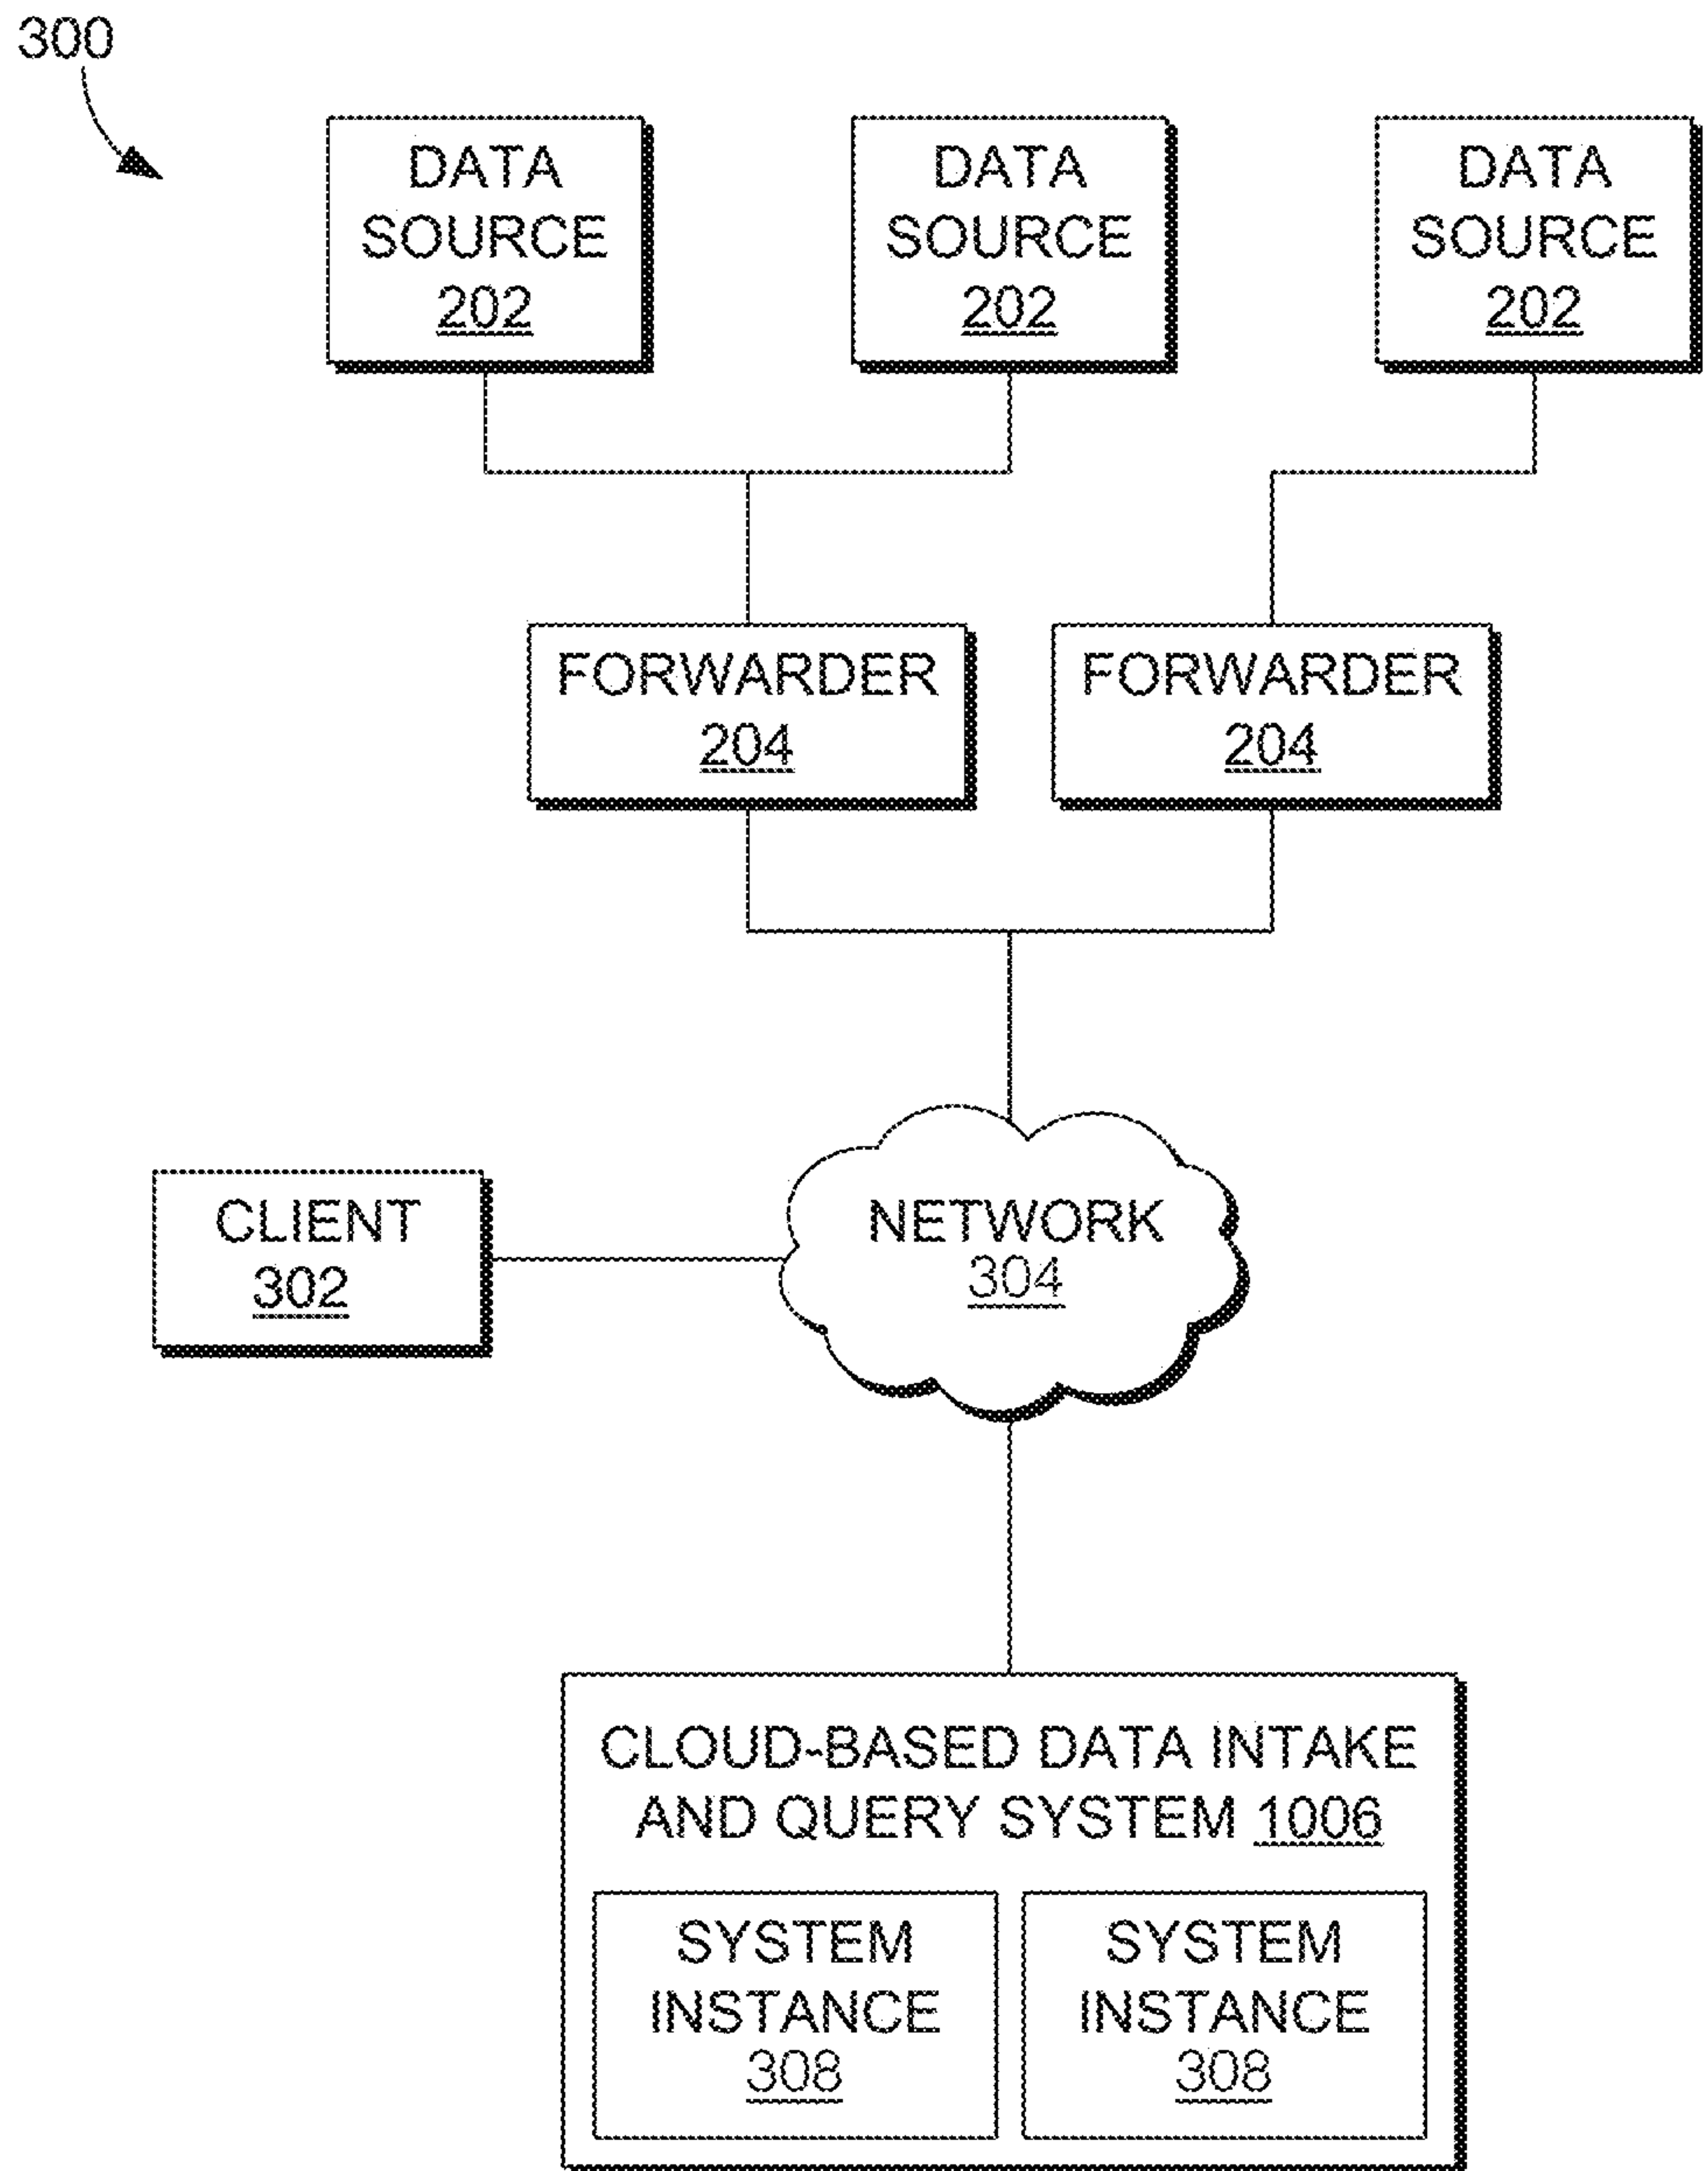 300
DATA
SOURCE
202
DATA
SOURCE
202
DATA
SOURCE
202
FORWARDER
204
FORWARDER
204
CLIENT
302
NETWORK
304
CLOUD-BASED DATA INTAKE
AND QUERY SYSTEM 1006
SYSTEM
INSTANCE
308
SYSTEM
INSTANCE
308